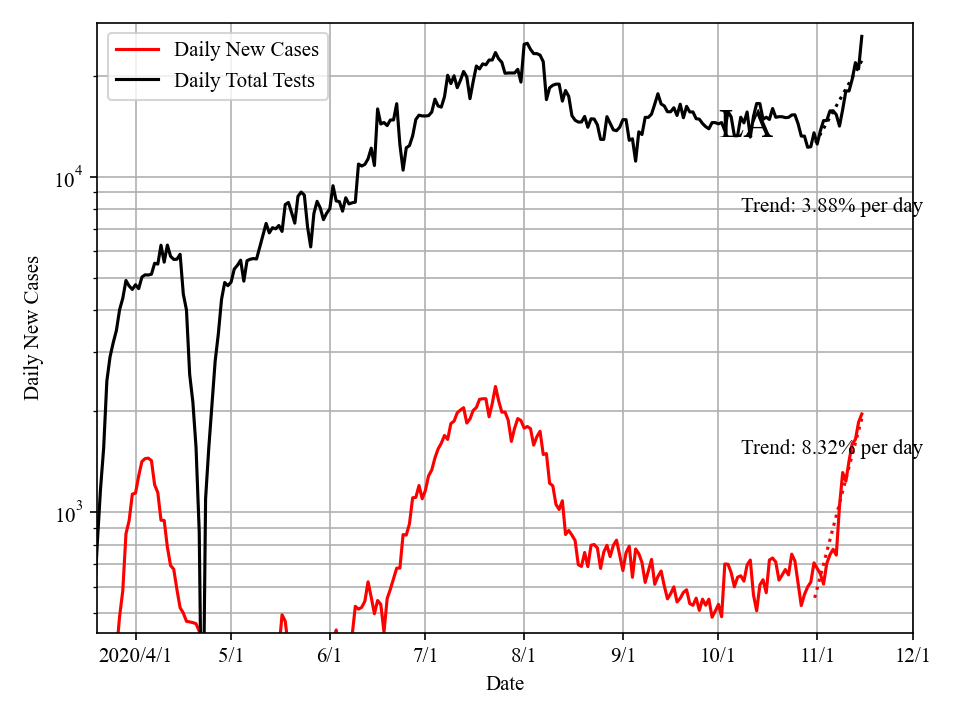 Daily New Cases
Daily Total Tests
LA
10^4
Trend: 3.88% per day
Daily New Cases
Trend: 8.32% per day
10^3
2020/4/1 5/1 6/1 7/1 8/1 9/1 10/1 11/1 12/1
Date